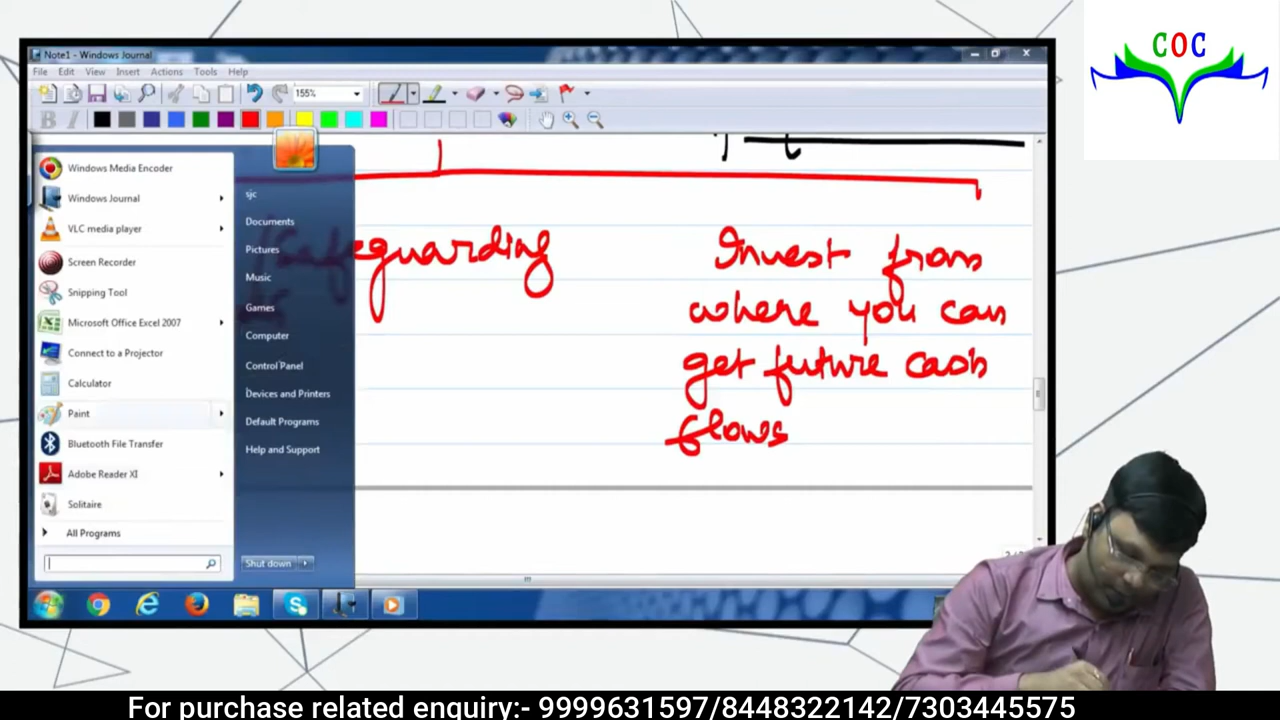 COC
Note1 - Windows Journal
File Edit View Insert Actions Tools Help
155%
B I
Windows Media Encoder
Windows Journal
VLC media player
Screen Recorder
Snipping Tool
Microsoft Office Excel 2007
Connect to a Projector
Calculator
Paint
Bluetooth File Transfer
Adobe Reader XI
Solitaire
All Programs
sjc
Documents
Pictures
Music
Games
Computer
Control Panel
Devices and Printers
Default Programs
Help and Support
Shut down
Safeguarding
Invest from
where you can
get future cash
flows
For purchase related enquiry:- 9999631597/8448322142/7303445575